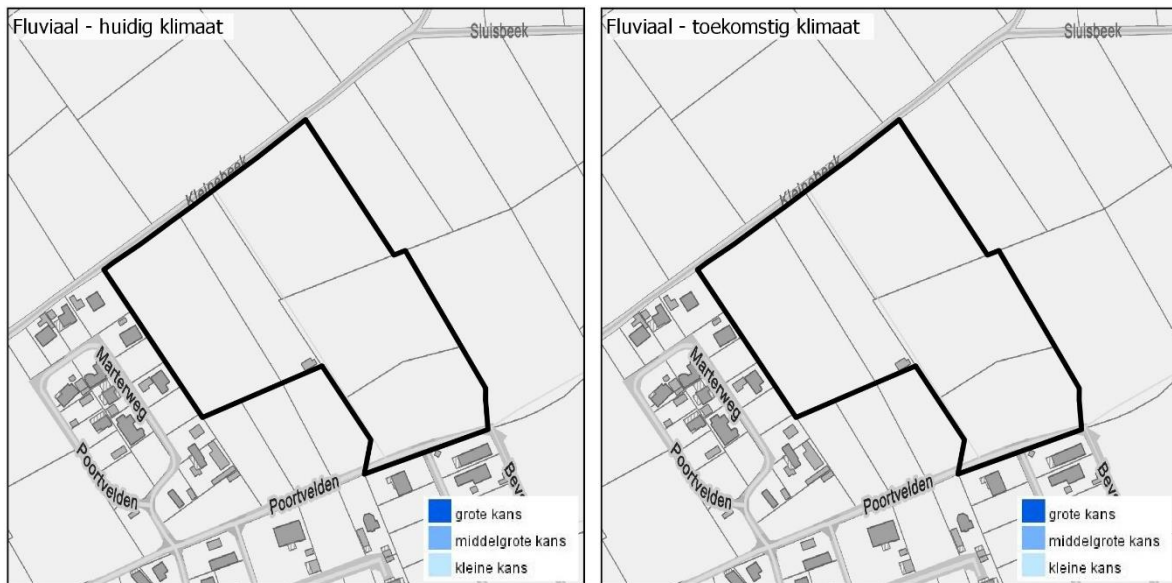 Fluviaal - huidig klimaat
Sluisbeek
Kleinebeek
Marterweg
Poortvelden
Poortvelden
Bev
grote kans
middelgrote kans
kleine kans
Fluviaal - toekomstig klimaat
Sluisbeek
Kleinebeek
Marterweg
Poortvelden
Poortvelden
Bev
grote kans
middelgrote kans
kleine kans